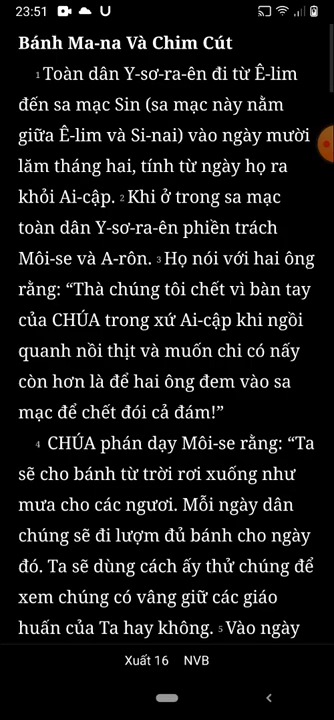 23:51
Bánh Ma-na Và Chim Cút
1 Toàn dân Y-sơ-ra-ên đi từ Ê-lim
đến sa mạc Sin (sa mạc này nằm
giữa Ê-lim và Si-nai) vào ngày mười
lăm tháng hai, tính từ ngày họ ra
khỏi Ai-cập. 2 Khi ở trong sa mạc
toàn dân Y-sơ-ra-ên phiền trách
Môi-se và A-rôn. 3 Họ nói với hai ông
rằng: “Thà chúng tôi chết vì bàn tay
của CHÚA trong xứ Ai-cập khi ngồi
quanh nồi thịt và muốn chi có nấy
còn hơn là để hai ông đem vào sa
mạc để chết đói cả đám!”
4 CHÚA phán dạy Môi-se rằng: “Ta
sẽ cho bánh từ trời rơi xuống như
mưa cho các ngươi. Mỗi ngày dân
chúng sẽ đi lượm đủ bánh cho ngày
đó. Ta sẽ dùng cách ấy thử chúng để
xem chúng có vâng giữ các giáo
huấn của Ta hay không. 5 Vào ngày
Xuất 16 NVB